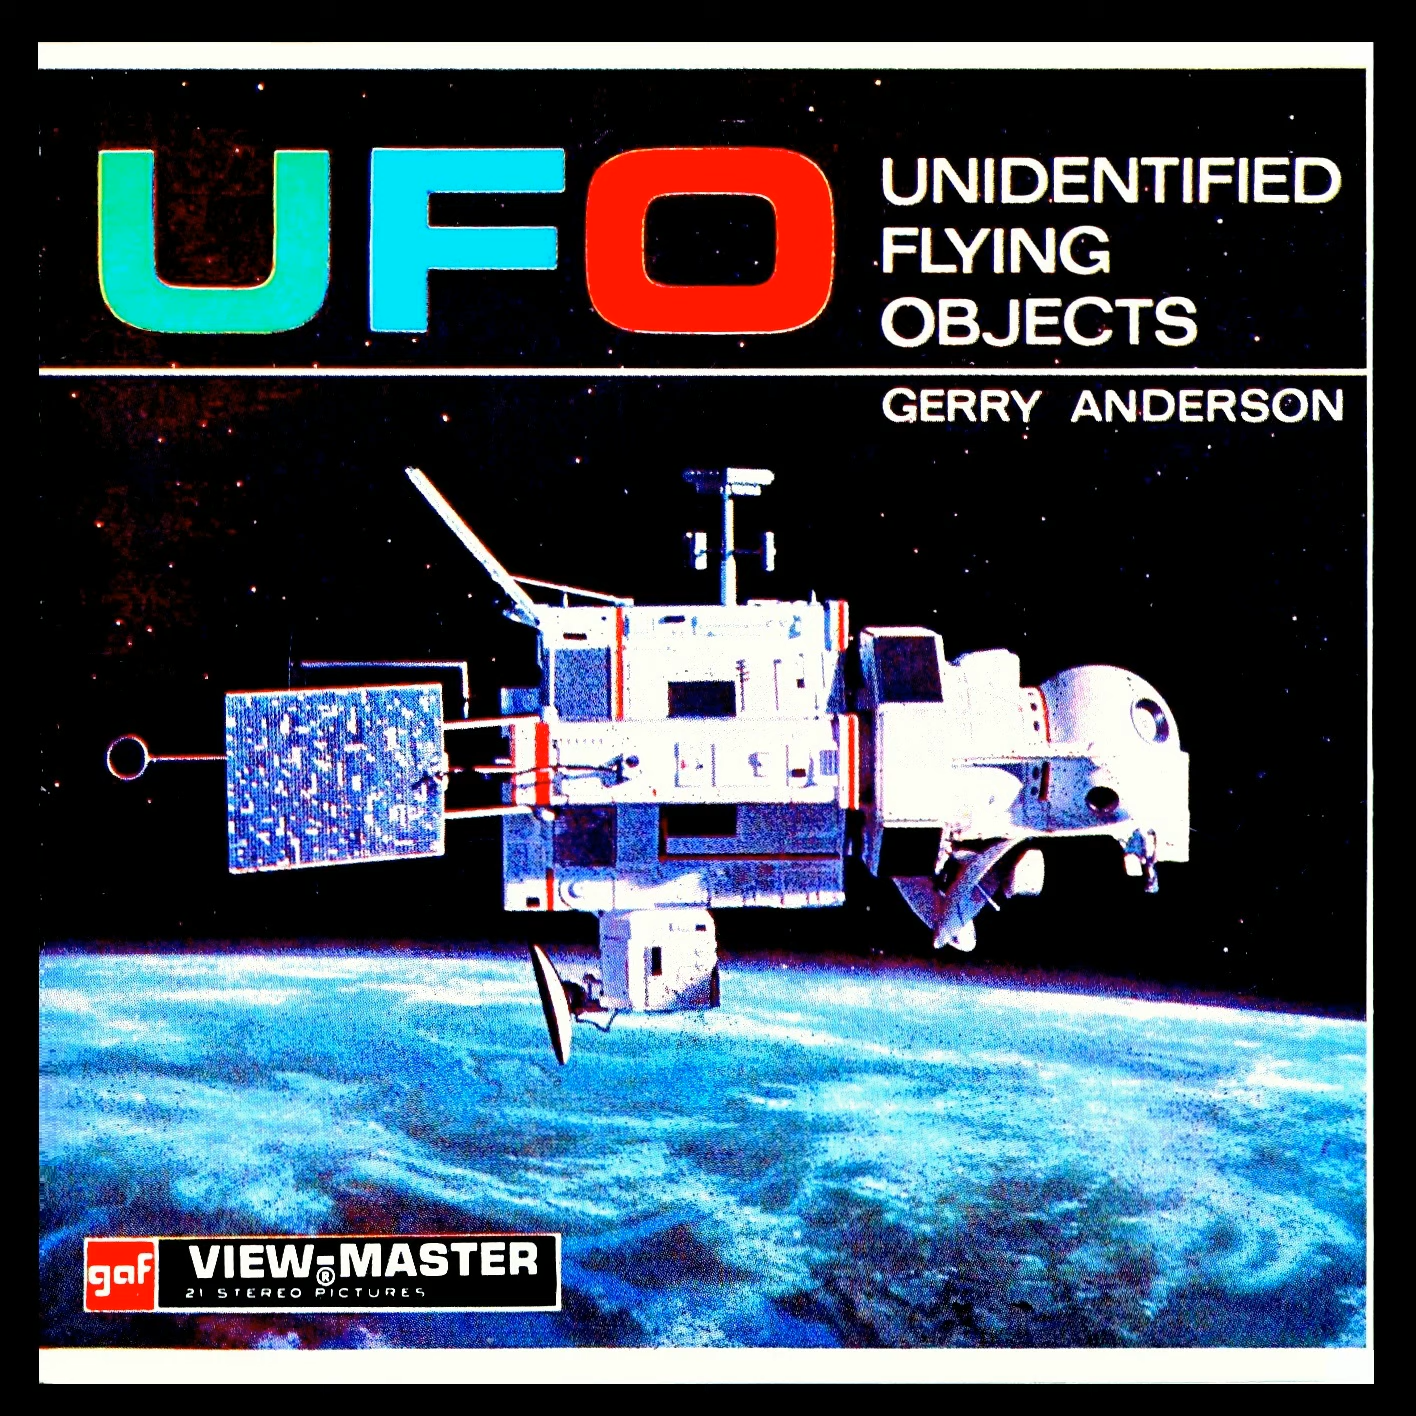 UFO
UNIDENTIFIED
FLYING
OBJECTS
GERRY ANDERSON
gaf
VIEW-MASTER®
21 STEREO PICTURES